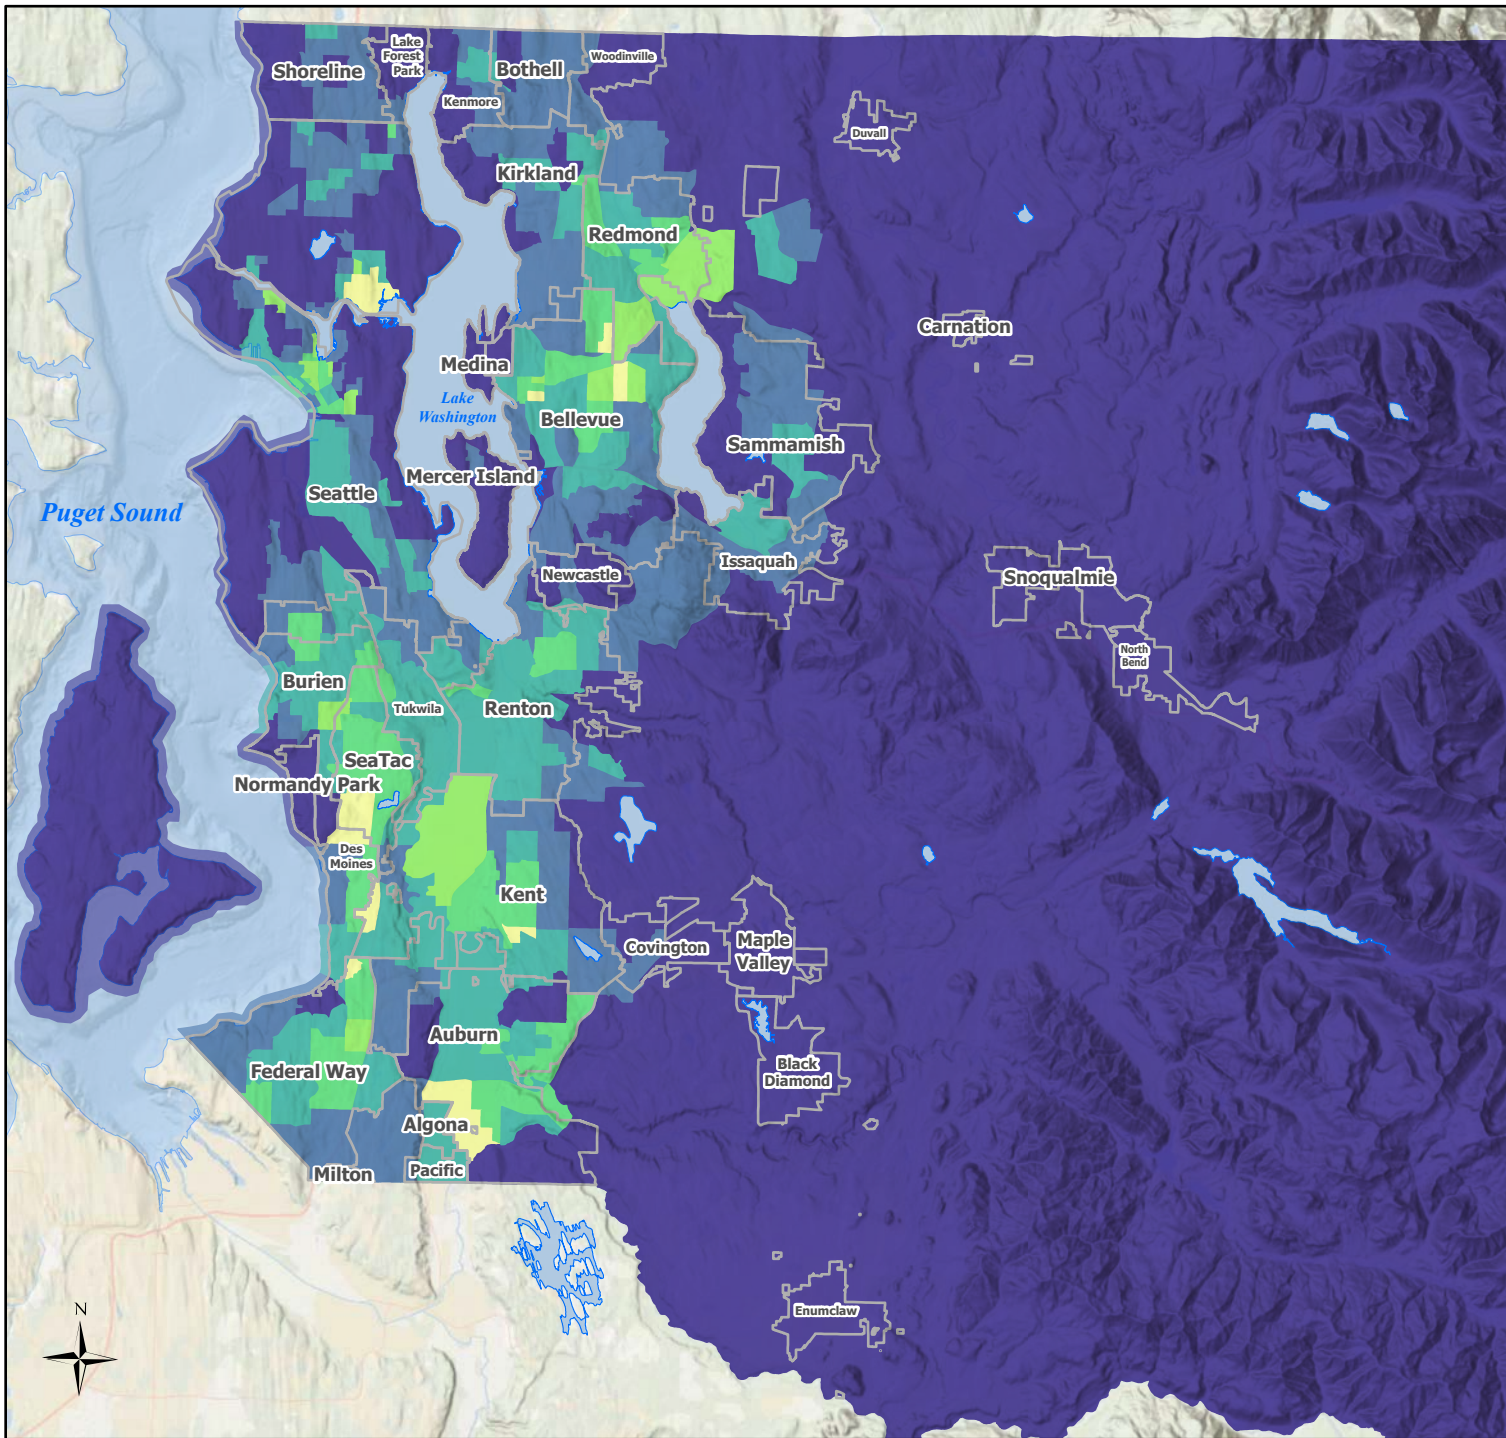 Lake
Forest
Park
Shoreline
Bothell
Woodinville
Kenmore
Duvall
Kirkland
Redmond
Carnation
Medina
Lake
Washington
Bellevue
Sammamish
Mercer Island
Seattle
Puget Sound
Issaquah
Newcastle
Snoqualmie
North
Bend
Burien
Tukwila
Renton
SeaTac
Normandy Park
Des
Moines
Kent
Covington
Maple
Valley
Auburn
Federal Way
Black
Diamond
Algona
Pacific
Milton
N
Enumclaw